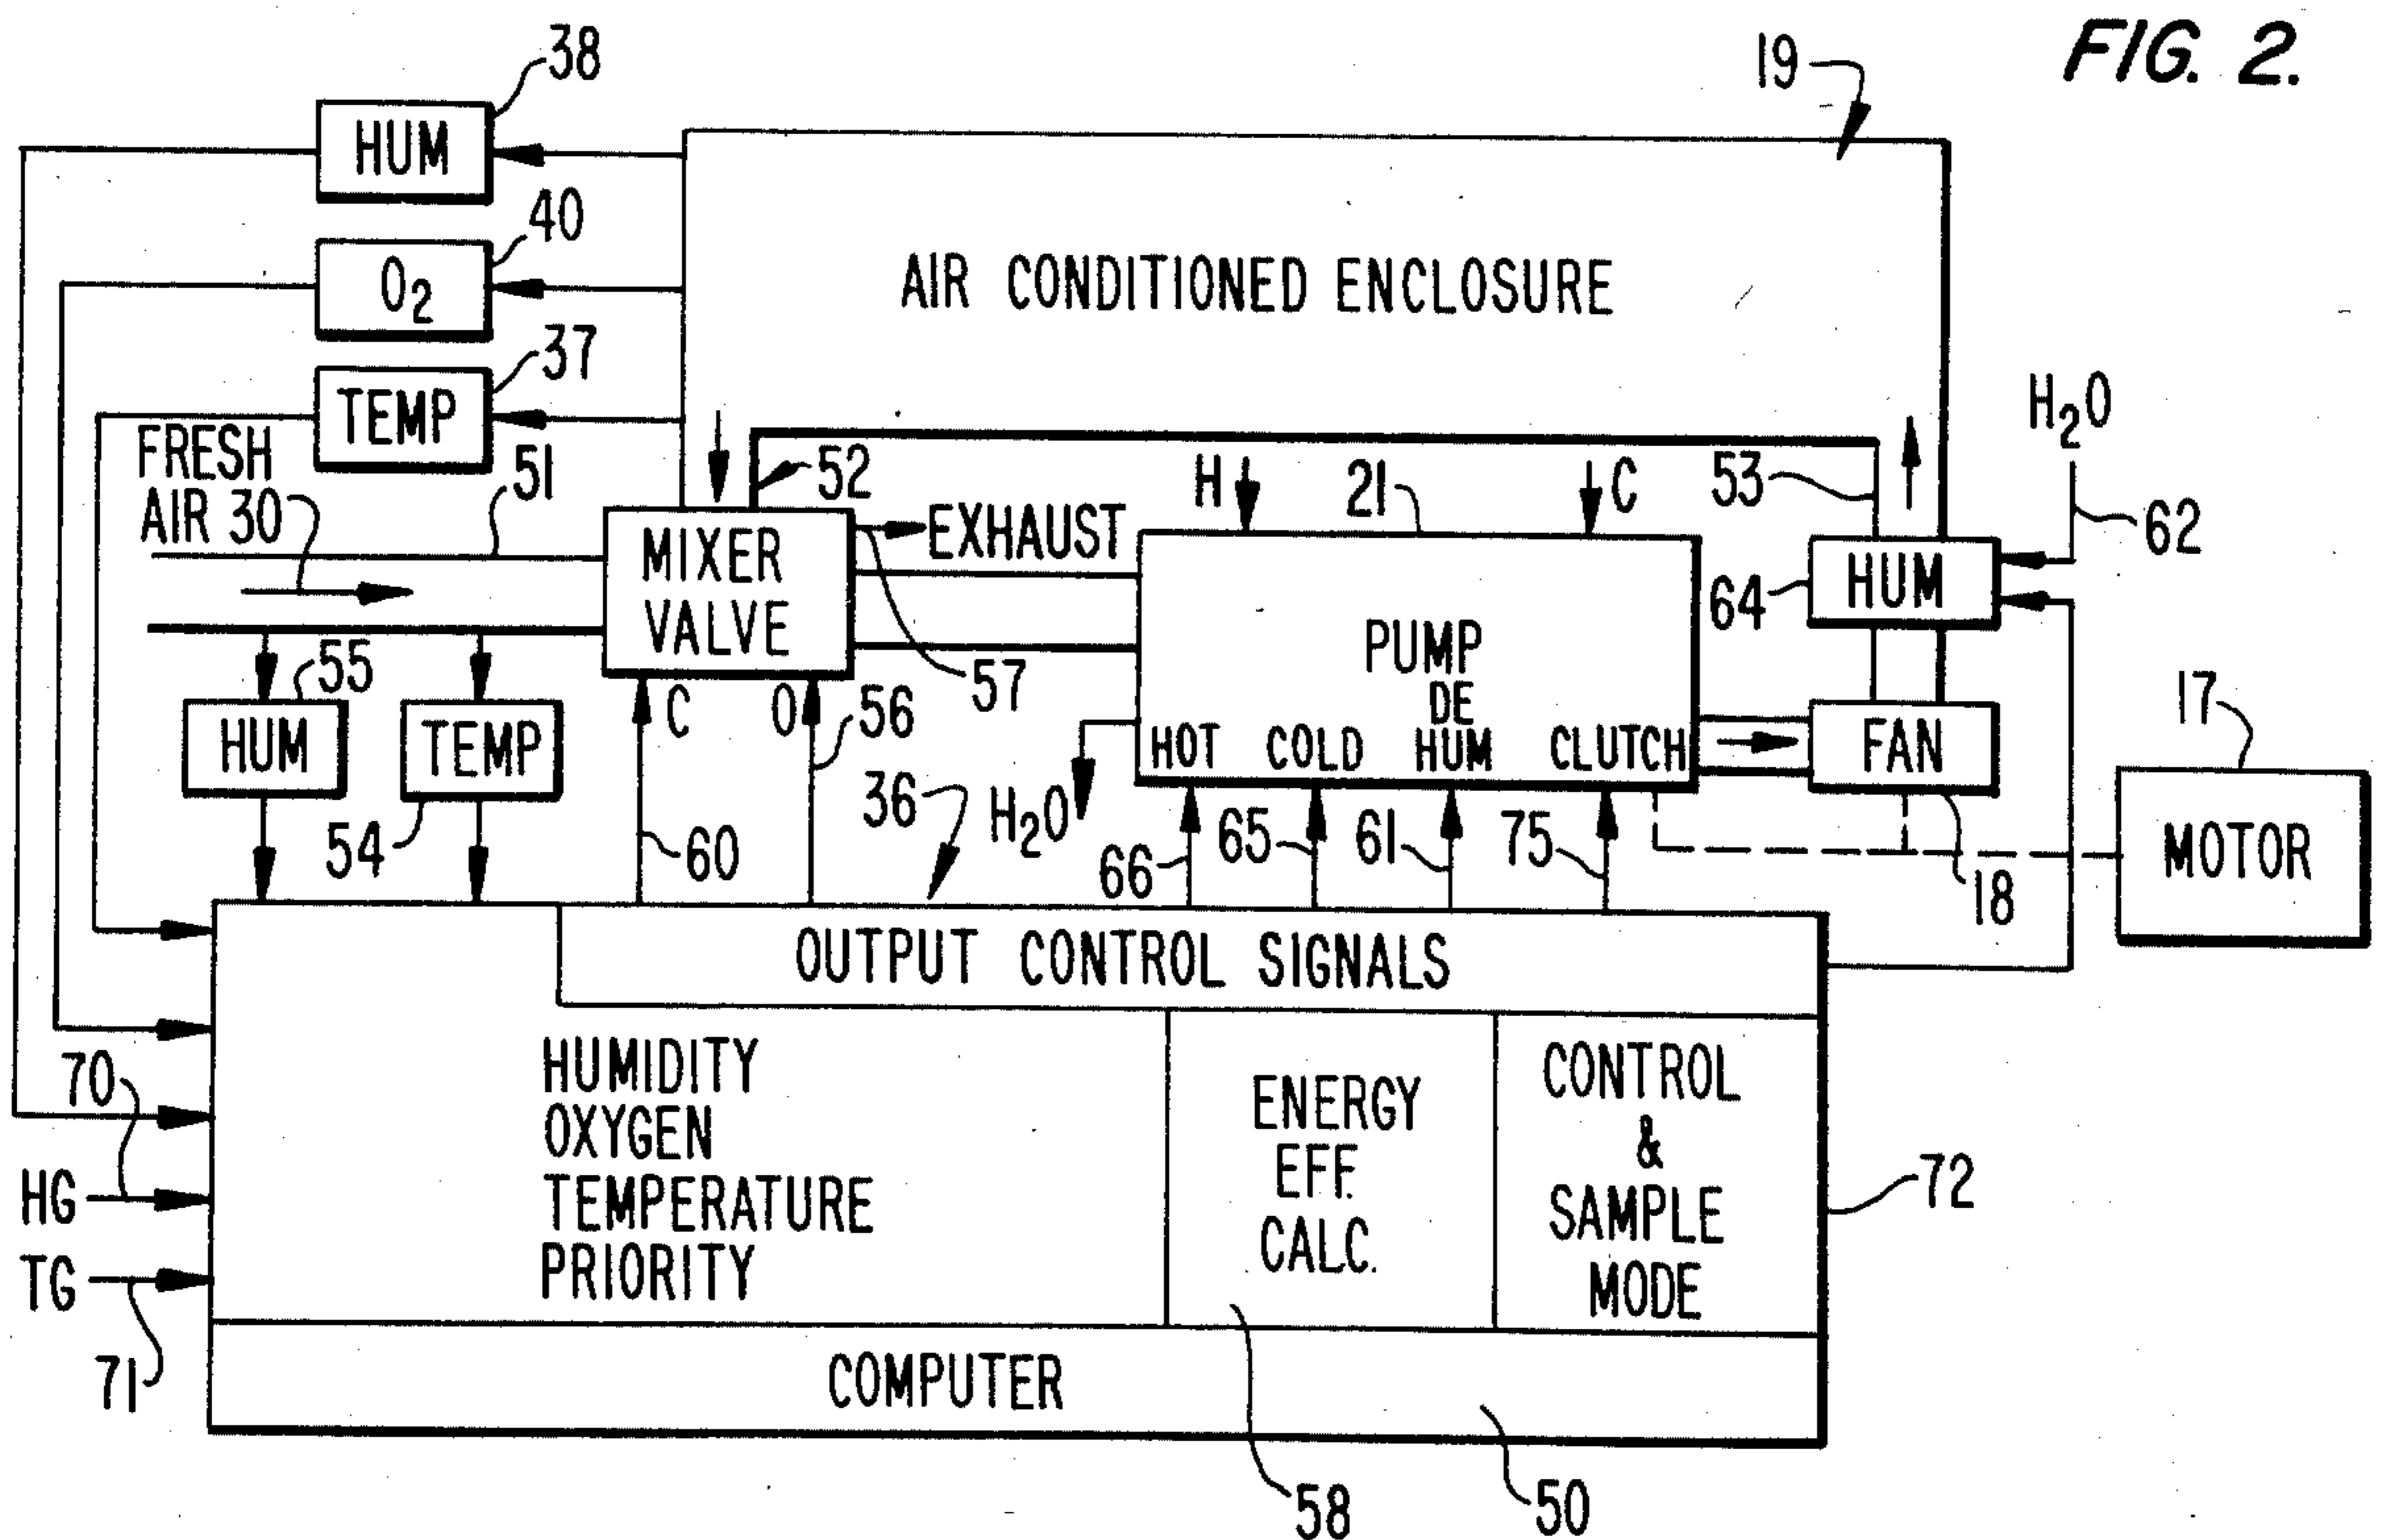 FIG. 2.
38
19
HUM
40
O2
AIR CONDITIONED ENCLOSURE
37
TEMP
H2O
FRESH
AIR 30
51
52
H
21
C
53
62
EXHAUST
MIXER
VALVE
HUM
64
55
57
PUMP
DE
HUM
HOT
COLD
CLUTCH
C
O
56
17
HUM
TEMP
FAN
54
60
36
H2O
66
65
61
75
18
MOTOR
OUTPUT CONTROL SIGNALS
70
HUMIDITY
OXYGEN
TEMPERATURE
PRIORITY
ENERGY
EFF.
CALC.
CONTROL
&
SAMPLE
MODE
72
HG
TG
71
COMPUTER
58
50